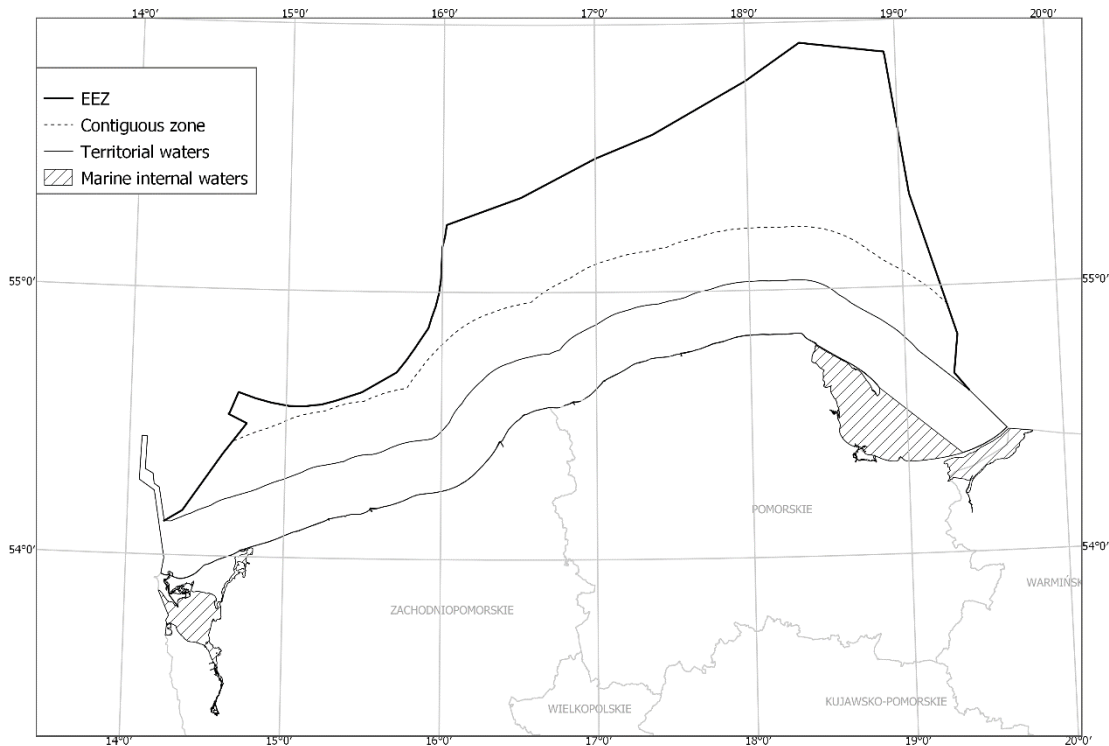 14°0′ 15°0′ 16°0′ 17°0′ 18°0′ 19°0′ 20°0′
EEZ
Contiguous zone
Territorial waters
Marine internal waters
55°0′ 55°0′
54°0′ 54°0′
POMORSKIE
WARMIŃSK
ZACHODNIOPOMORSKIE
WIELKOPOLSKIE
KUJAWSKO-POMORSKIE
14°0′ 15°0′ 16°0′ 17°0′ 18°0′ 19°0′ 20°0′